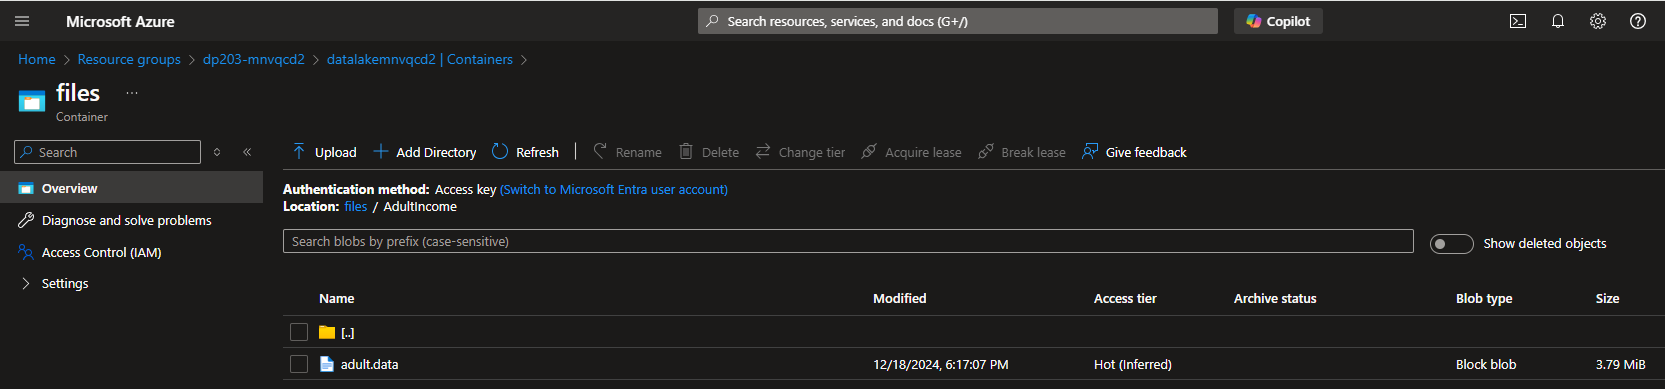 Microsoft Azure
Search resources, services, and docs (G+/)
Copilot
Home > Resource groups > dp203-mnvqcd2 > datalakemnvqcd2 | Containers >
files ...
Container
Search
Upload Add Directory Refresh Rename Delete Change tier Acquire lease Break lease Give feedback
Overview
Diagnose and solve problems
Access Control (IAM)
Settings
Authentication method: Access key (Switch to Microsoft Entra user account)
Location: files / AdultIncome
Search blobs by prefix (case-sensitive)
Show deleted objects
Name Modified Access tier Archive status Blob type Size
[..]
adult.data 12/18/2024, 6:17:07 PM Hot (Inferred) Block blob 3.79 MiB